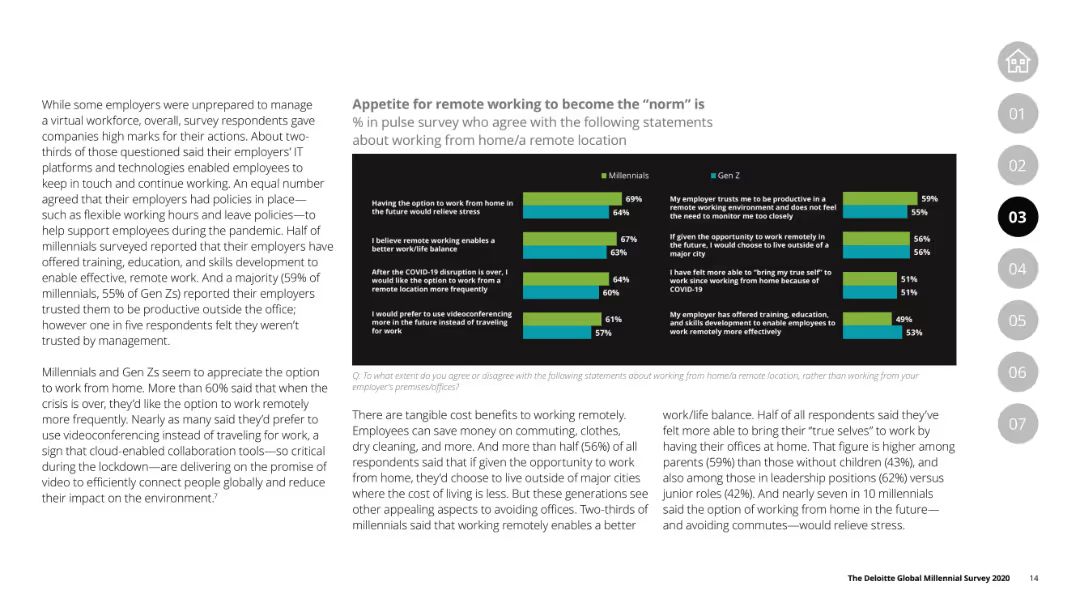 While some employers were unprepared to manage
a virtual workforce, overall, survey respondents gave
companies high marks for their actions. About two-
thirds of those questioned said their employers’ IT
platforms and technologies enabled employees to
keep in touch and continue working. An equal number
agreed that their employers had policies in place—
such as flexible working hours and leave policies—to
help support employees during the pandemic. Half of
millennials surveyed reported that their employers have
offered training, education, and skills development to
enable effective, remote work. And a majority (59% of
millennials, 55% of Gen Zs) reported their employers
trusted them to be productive outside the office;
however one in five respondents felt they weren’t
trusted by management.
Millennials and Gen Zs seem to appreciate the option
to work from home. More than 60% said that when the
crisis is over, they’d like the option to work remotely
more frequently. Nearly as many said they’d prefer to
use videoconferencing instead of traveling for work, a
sign that cloud-enabled collaboration tools—so critical
during the lockdown—are delivering on the promise of
video to efficiently connect people globally and reduce
their impact on the environment.⁷
Appetite for remote working to become the “norm” is
% in pulse survey who agree with the following statements
about working from home/a remote location
Millennials
Gen Z
Having the option to work from home in
the future would relieve stress
69%
64%
I believe remote working enables a
better work/life balance
67%
63%
After the COVID-19 disruption is over, I
would like the option to work from a
remote location more frequently
64%
60%
I would prefer to use videoconferencing
more in the future instead of traveling
for work
61%
57%
My employer trusts me to be productive in a
remote working environment and does not feel
the need to monitor me too closely
59%
55%
If given the opportunity to work remotely in
the future, I would choose to live outside of a
major city
56%
56%
I have felt more able to “bring my true self” to
work since working from home because of
COVID-19
51%
51%
My employer has offered training, education,
and skills development to enable employees to
work remotely more effectively
49%
53%
Q. To what extent do you agree or disagree with the following statements about working from home/a remote location, rather than working from your
employer’s premises/offices?
There are tangible cost benefits to working remotely.
Employees can save money on commuting, clothes,
dry cleaning, and more. And more than half (56%) of all
respondents said that if given the opportunity to work
from home, they’d choose to live outside of major cities
where the cost of living is less. But these generations see
other appealing aspects to avoiding offices. Two-thirds of
millennials said that working remotely enables a better
work/life balance. Half of all respondents said they’ve
felt more able to bring their “true selves” to work by
having their offices at home. That figure is higher among
parents (59%) than those without children (43%), and
also among those in leadership positions (62%) versus
junior roles (42%). And nearly seven in 10 millennials
said the option of working from home in the future—
and avoiding commutes—would relieve stress.
01
02
03
04
05
06
07
The Deloitte Global Millennial Survey 2020 14